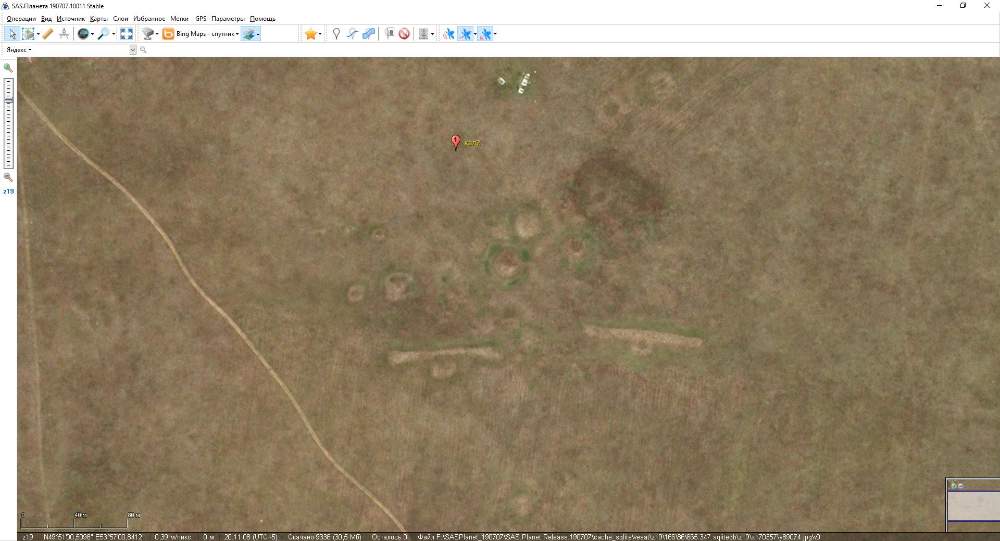 SAS.Планета 190707.10011 Stable
Операции Вид Источник Карты Слои Избранное Метки GPS Параметры Помощь
Bing Maps - спутник
Яндекс
z19
1 кал2
0 40 м 80 м
z19 N49°51'00,5098" E53°57'00,8412" 0,39 м/пикс. 0 м 20:11:08 (UTC+5) Скачано 9336 (30,5 Мб) Осталось 0 Файл F:\SASPlanet_190707\SAS.Planet.Release.190707\cache_sqlite\vesat\z19\166\86\665.347.sqlitedb\z19\x170357\y89074.jpg\v0